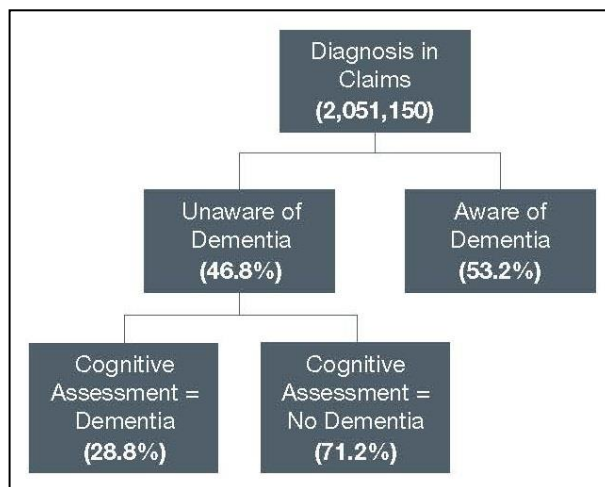 Diagnosis in
Claims
(2,051,150)
Unaware of
Dementia
(46.8%)
Aware of
Dementia
(53.2%)
Cognitive
Assessment =
Dementia
(28.8%)
Cognitive
Assessment =
No Dementia
(71.2%)